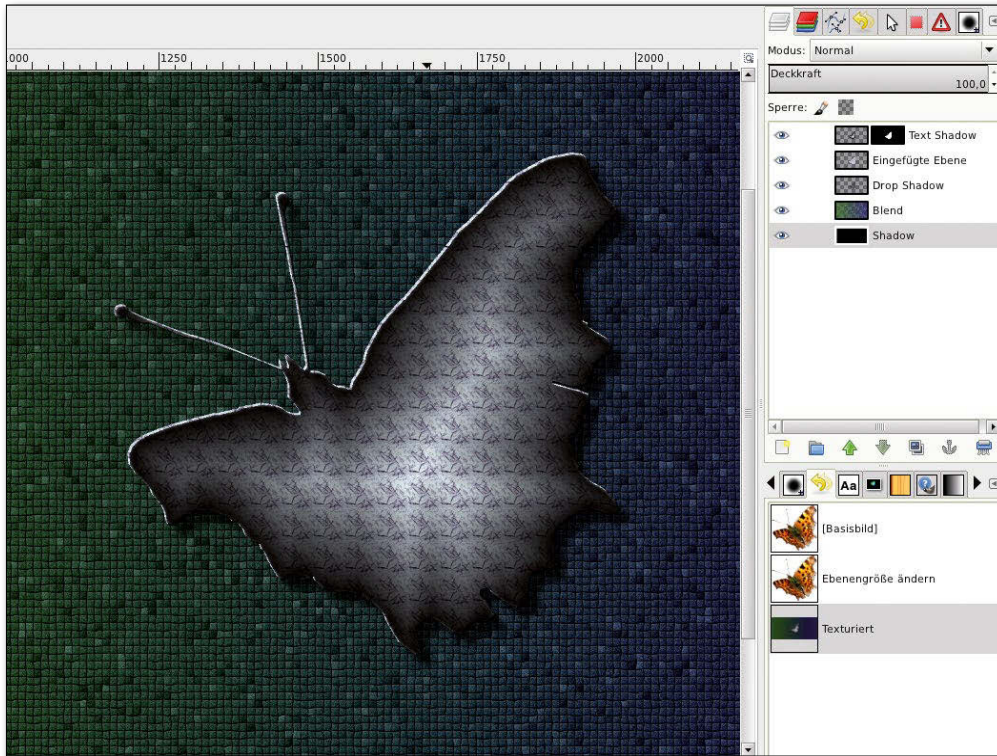 000 1250 1500 1750 2000
Modus: Normal
Deckkraft
100,0
Sperre:
Text Shadow
Eingefügte Ebene
Drop Shadow
Blend
Shadow
Aa
[Basisbild]
Ebenengröße ändern
Texturiert